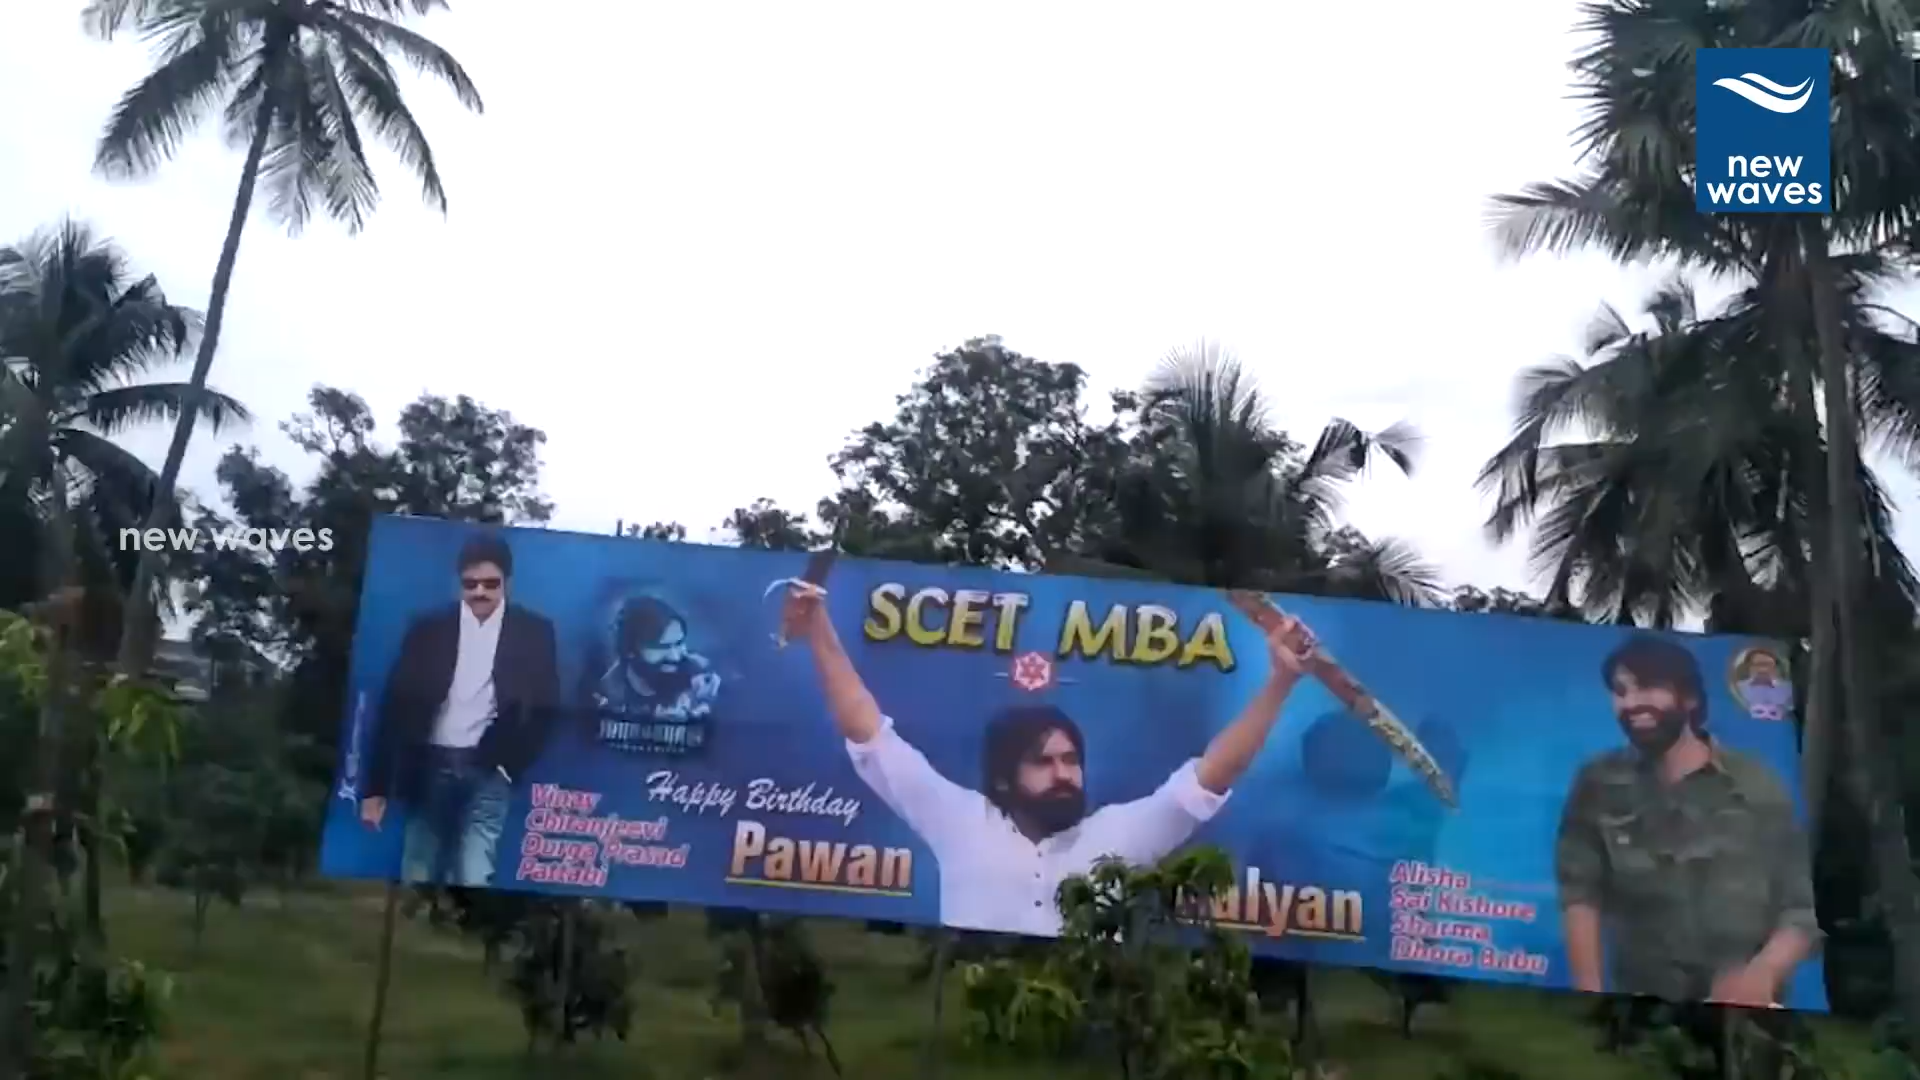 new
waves
new waves
SCET MBA
Happy Birthday
Pawan
Vinay
Chiranjeevi
Durga Prasad
Pattabi
Alisha
Sai Kishore
Sharma
Dhora Babu